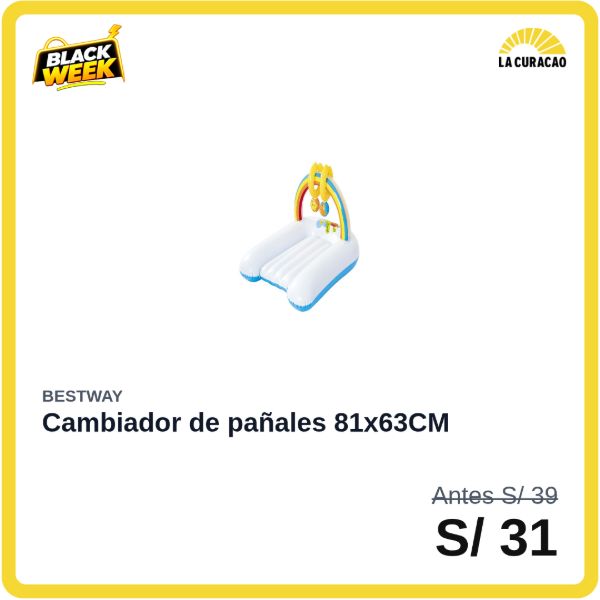 BLACK
WEEK
LA CURACAO
BESTWAY
Cambiador de pañales 81x63CM
Antes S/ 39
S/ 31